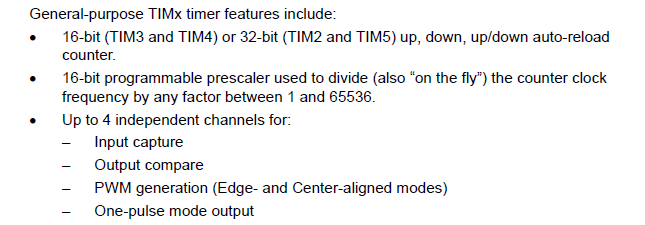 General-purpose TIMx timer features include:
• 16-bit (TIM3 and TIM4) or 32-bit (TIM2 and TIM5) up, down, up/down auto-reload
counter.
• 16-bit programmable prescaler used to divide (also “on the fly”) the counter clock
frequency by any factor between 1 and 65536.
• Up to 4 independent channels for:
– Input capture
– Output compare
– PWM generation (Edge- and Center-aligned modes)
– One-pulse mode output